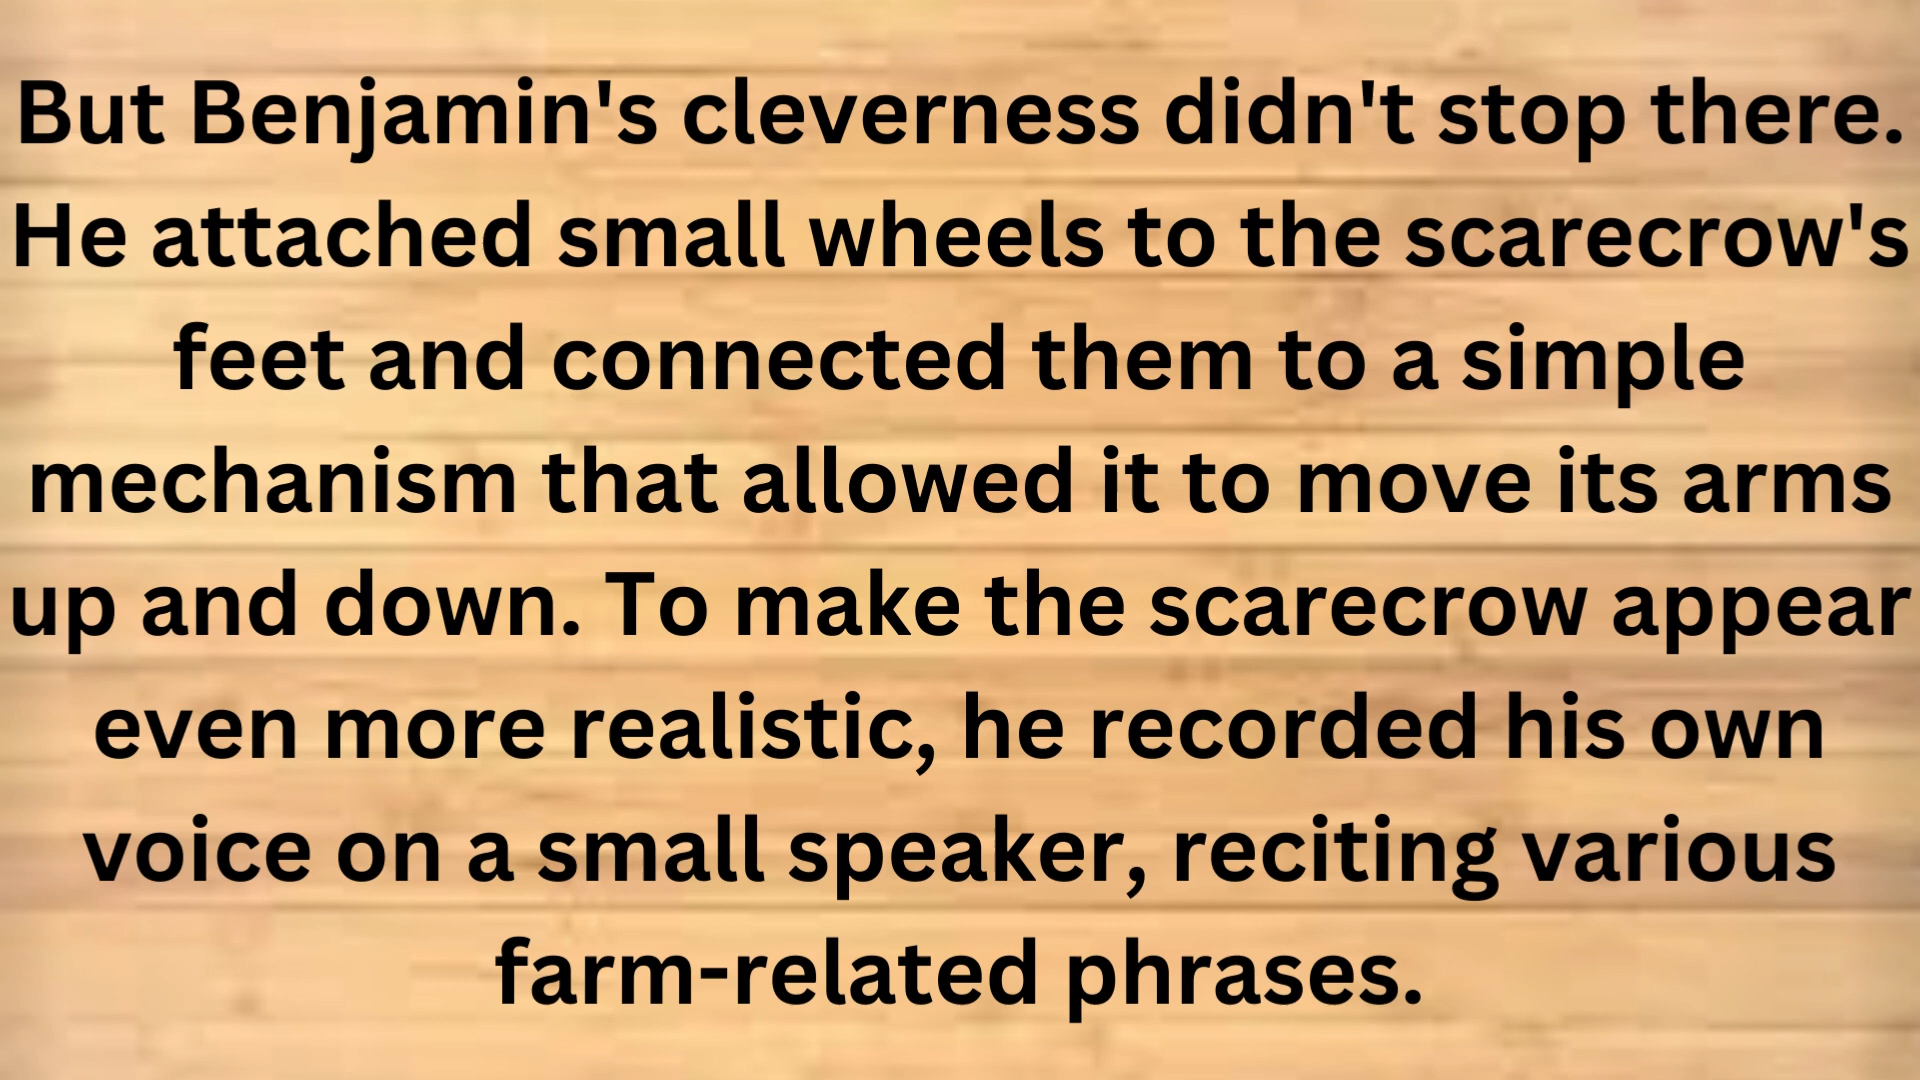 But Benjamin's cleverness didn't stop there.
He attached small wheels to the scarecrow's
feet and connected them to a simple
mechanism that allowed it to move its arms
up and down. To make the scarecrow appear
even more realistic, he recorded his own
voice on a small speaker, reciting various
farm-related phrases.